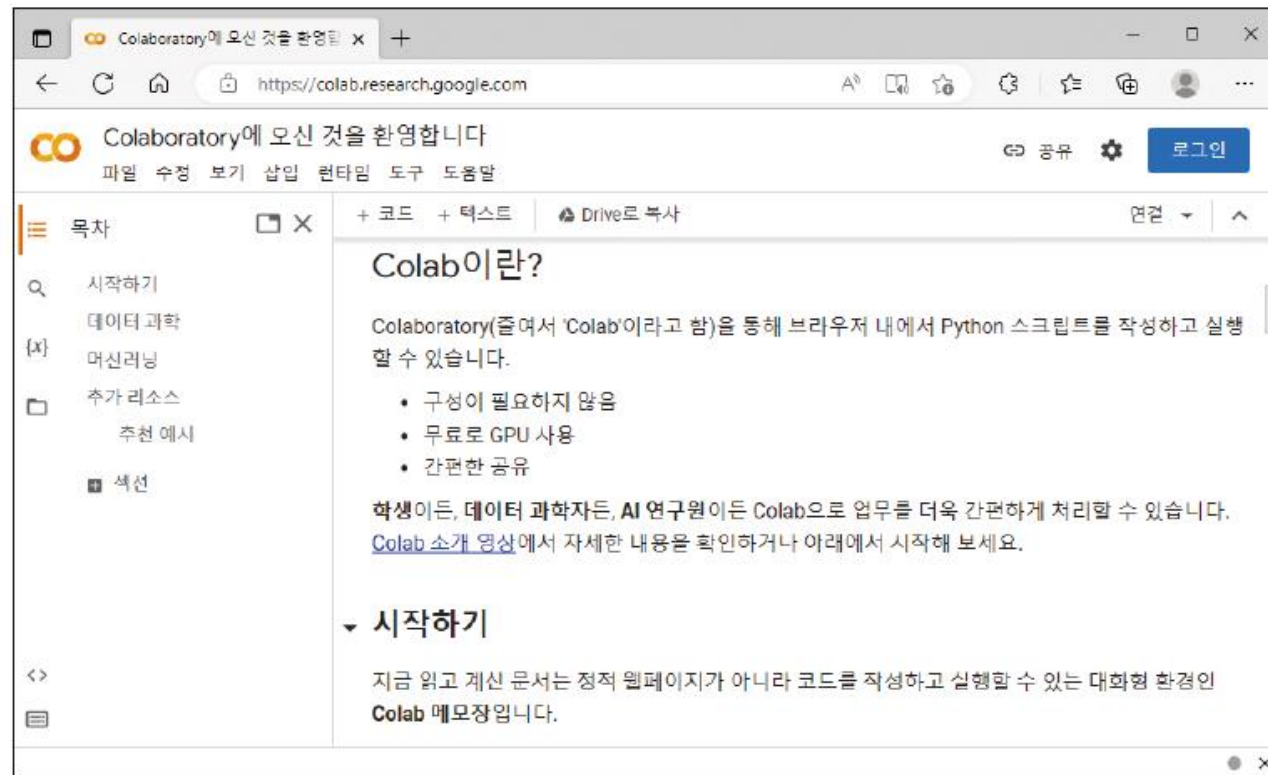 Colaboratory에 오신 것을 환영합
https://colab.research.google.com
CO Colaboratory에 오신 것을 환영합니다
공유 로그인
파일 수정 보기 삽입 런타임 도구 도움말
목차
+ 코드 + 텍스트 Drive로 복사 연결
시작하기
데이터 과학
{x}
머신러닝
추가 리소스
추천 예시
섹션
<>
Colab이란?
Colaboratory(줄여서 'Colab'이라고 함)을 통해 브라우저 내에서 Python 스크립트를 작성하고 실행
할 수 있습니다.
• 구성이 필요하지 않음
• 무료로 GPU 사용
• 간편한 공유
학생이든, 데이터 과학자든, AI 연구원이든 Colab으로 업무를 더욱 간편하게 처리할 수 있습니다.
Colab 소개 영상에서 자세한 내용을 확인하거나 아래에서 시작해 보세요.
시작하기
지금 읽고 계신 문서는 정적 웹페이지가 아니라 코드를 작성하고 실행할 수 있는 대화형 환경인
Colab 메모장입니다.